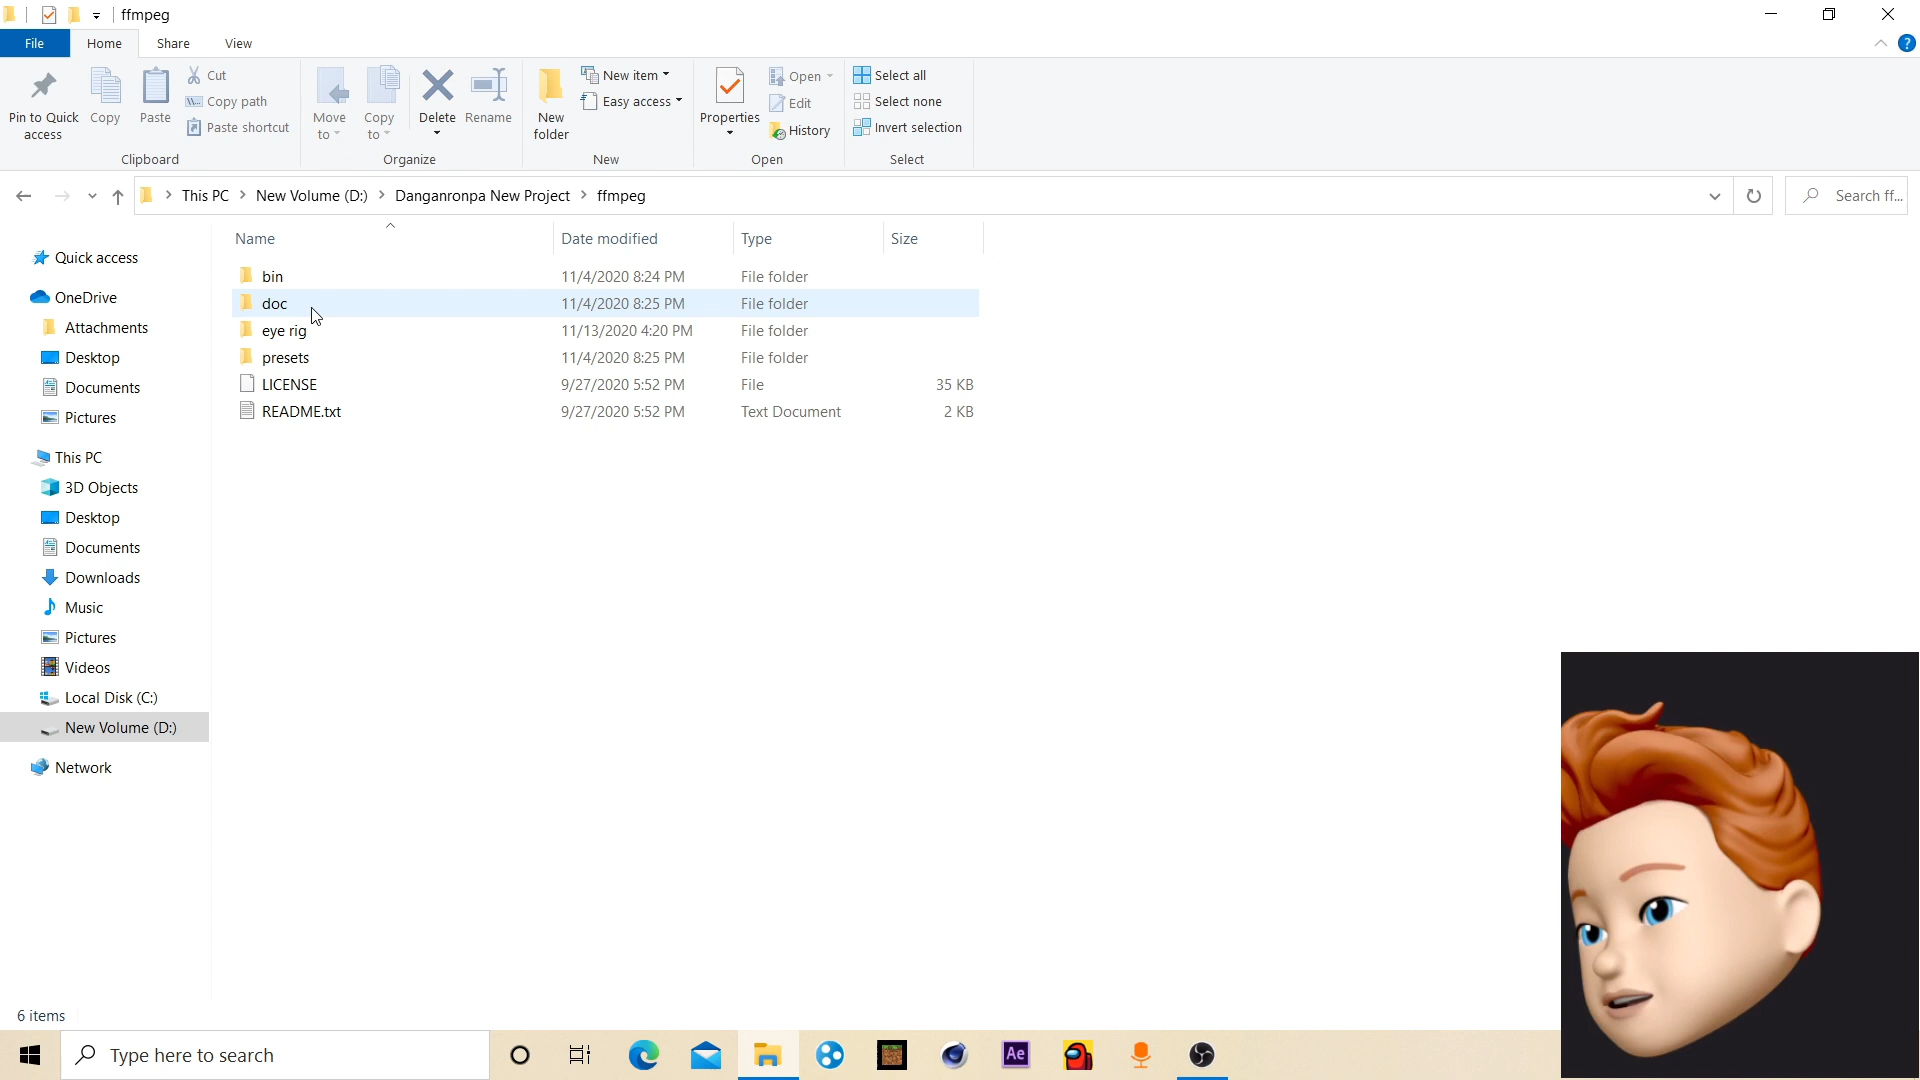 ffmpeg
File Home Share View
Pin to Quick access
Copy
Paste
Cut
Copy path
Paste shortcut
Clipboard
Move to
Copy to
Delete
Rename
Organize
New folder
New item
Easy access
New
Properties
Open
Edit
History
Open
Select all
Select none
Invert selection
Select
This PC New Volume (D:) Danganronpa New Project ffmpeg
Search ff...
Name Date modified Type Size
bin 11/4/2020 8:24 PM File folder
doc 11/4/2020 8:25 PM File folder
eye rig 11/13/2020 4:20 PM File folder
presets 11/4/2020 8:25 PM File folder
LICENSE 9/27/2020 5:52 PM File 35 KB
README.txt 9/27/2020 5:52 PM Text Document 2 KB
Quick access
OneDrive
Attachments
Desktop
Documents
Pictures
This PC
3D Objects
Desktop
Documents
Downloads
Music
Pictures
Videos
Local Disk (C:)
New Volume (D:)
Network
6 items
Type here to search
Ae